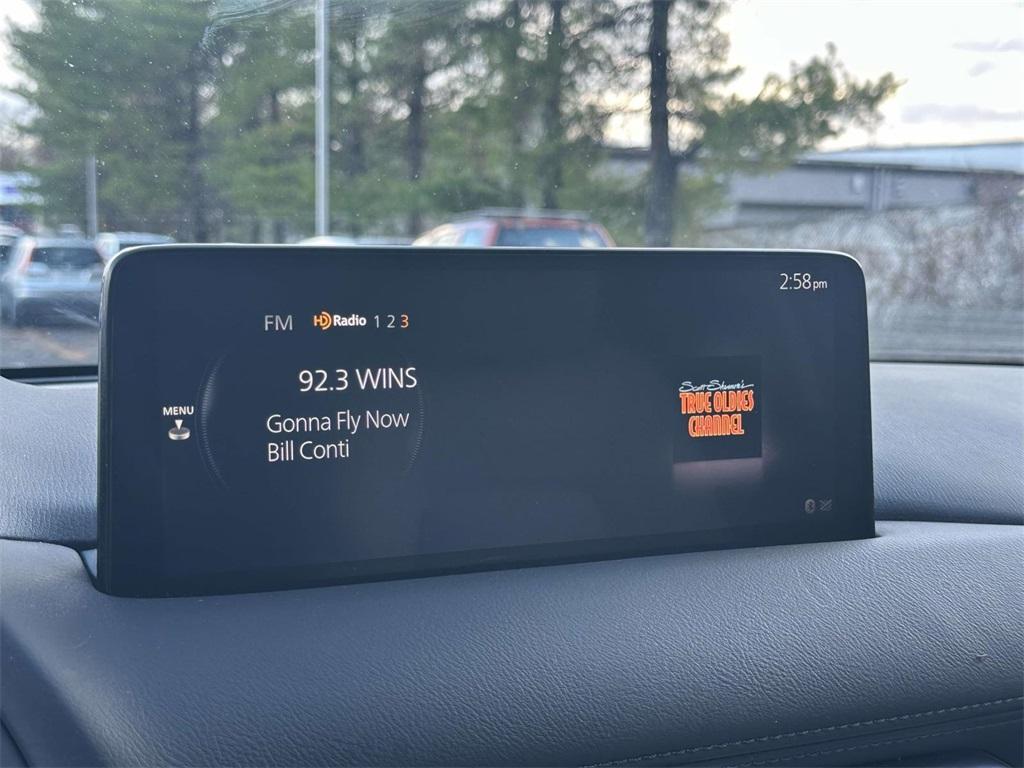 2:58pm
FM HD Radio 1 2 3
92.3 WINS
MENU
Gonna Fly Now
Bill Conti
Scott Shannon's
TRUE OLDIES
CHANNEL